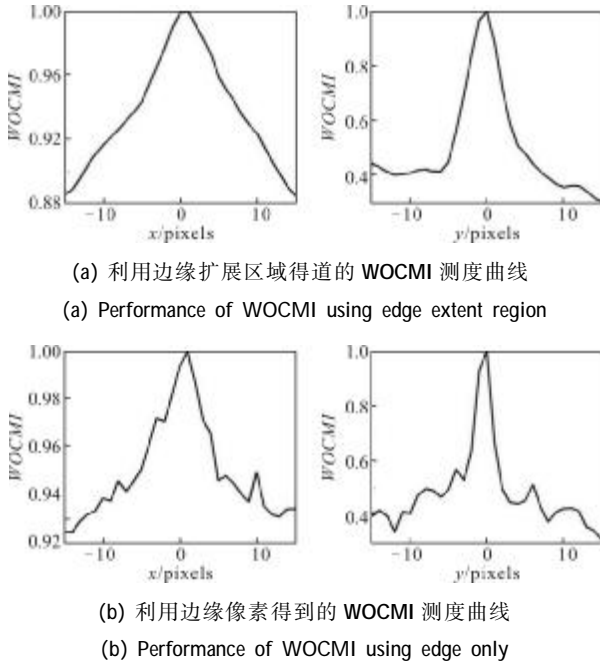 1.00
0.96
0.92
0.88
WOCMI
-10
0
10
x/pixels
1.0
0.8
0.6
0.4
WOCMI
-10
0
10
y/pixels
(a) 利用边缘扩展区域得道的 WOCMI 测度曲线
(a) Performance of WOCMI using edge extent region
1.00
0.98
0.96
0.94
0.92
WOCMI
-10
0
10
x/pixels
1.0
0.8
0.6
0.4
WOCMI
-10
0
10
y/pixels
(b) 利用边缘像素得到的 WOCMI 测度曲线
(b) Performance of WOCMI using edge only